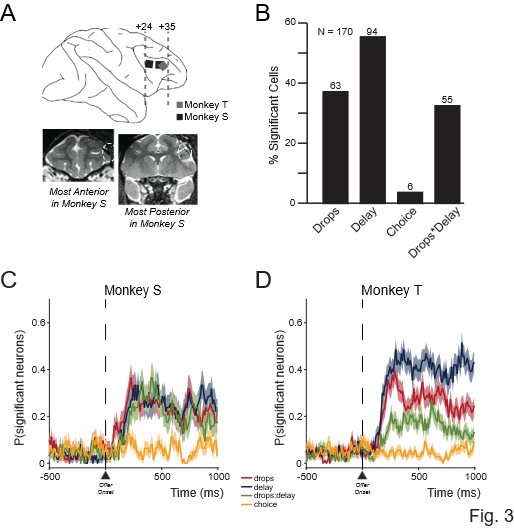 A
+24
+35
Monkey T
Monkey S
Most Anterior
in Monkey S
Most Posterior
in Monkey S
B
% Significant Cells
60
40
20
0
N = 170
63
94
6
55
Drops
Delay
Choice
Drops*Delay
C
Monkey S
P(significant neurons)
0.6
0.4
0.2
0
-500
0
1000
Offer
Onset
Time (ms)
drops
delay
drops:delay
choice
D
Monkey T
P(significant neurons)
0.6
0.4
0.2
0
-500
0
1000
Offer
Onset
Time (ms)
Fig. 3